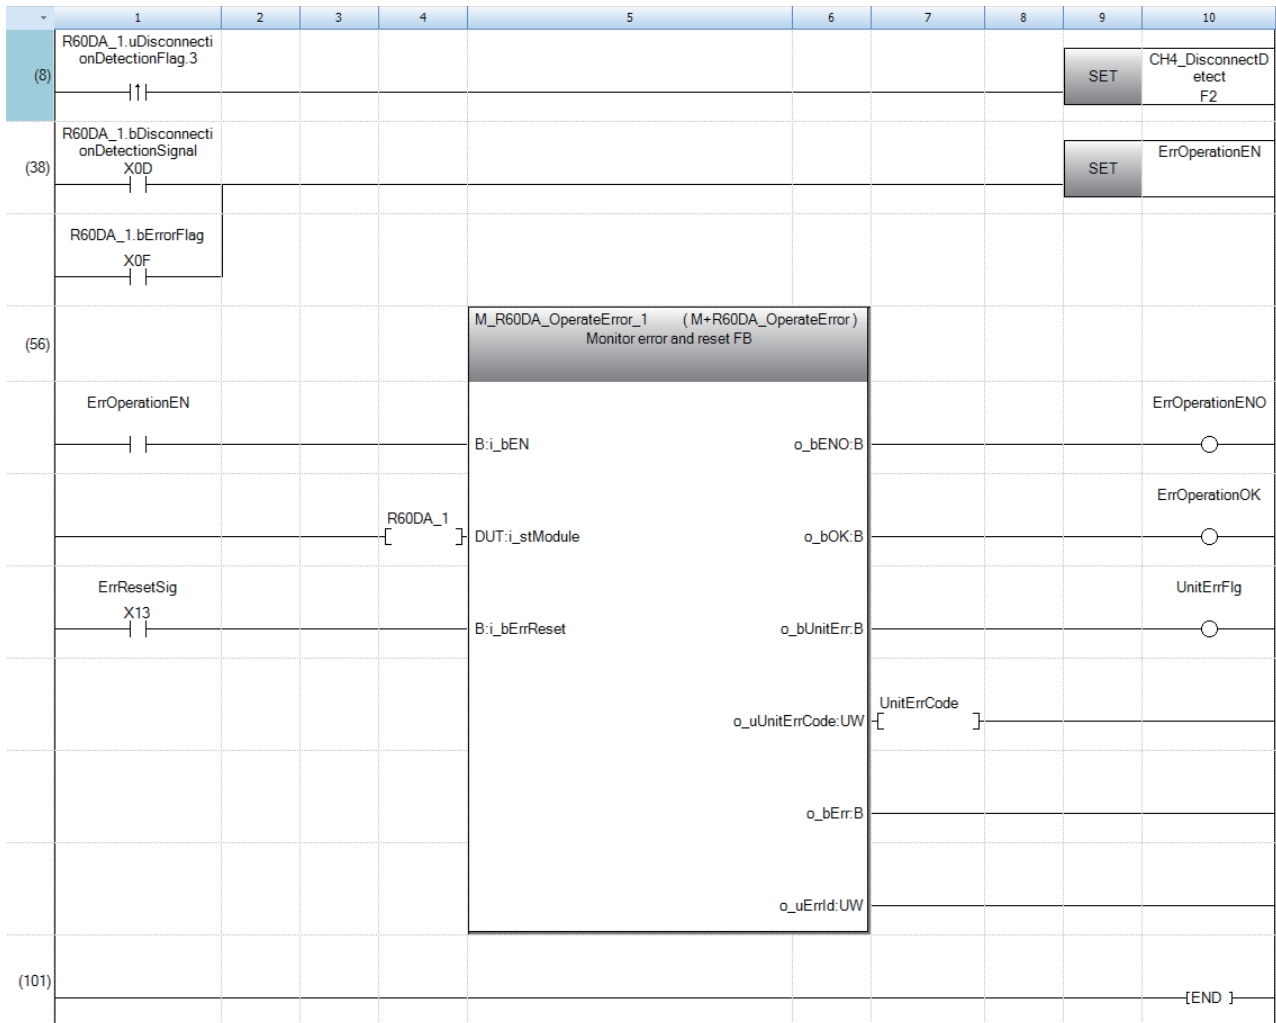 1 2 3 4 5 6 7 8 9 10
R60DA_1.uDisconnecti
onDetectionFlag.3
(8)
SET
CH4_DisconnectD
etect
F2
R60DA_1.bDisconnecti
onDetectionSignal
(38)
X0D
SET
ErrOperationEN
R60DA_1.bErrorFlag
X0F
(56)
M_R60DA_OperateError_1 (M+R60DA_OperateError)
Monitor error and reset FB
ErrOperationEN
ErrOperationENO
B:i_bEN
o_bENO:B
ErrOperationOK
R60DA_1
DUT:i_stModule
o_bOK:B
ErrResetSig
UnitErrFlg
X13
B:i_bErrReset
o_bUnitErr:B
UnitErrCode
o_uUnitErrCode:UW
o_bErr:B
o_uErrId:UW
(101)
[END ]